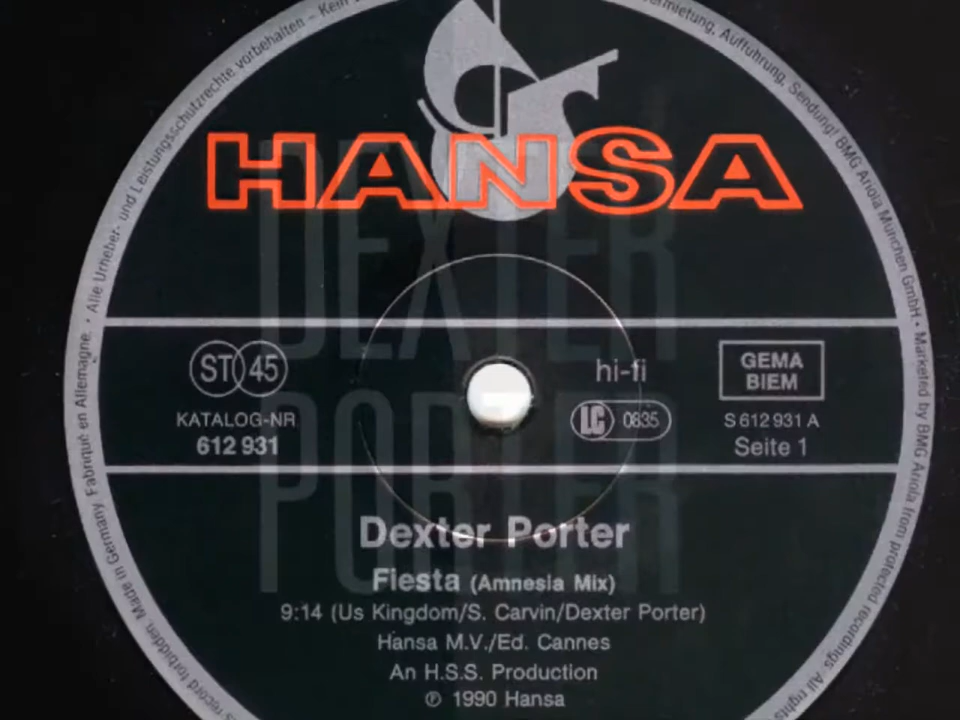 Alle Urheber- und Leistungsschutzrechte vorbehalten - Kein
Vermietung, Aufführung, Sendung! BMG Ariola München GmbH · Marketed by BMG Ariola from protected recordings. All rights
HANSA
DEXTER
PORTER
ST 45
hi-fi
GEMA
BIEM
KATALOG-NR
612 931
LC 0835
S 612 931 A
Seite 1
Dexter Porter
Fiesta (Amnesia Mix)
9:14 (Us Kingdom/S. Carvin/Dexter Porter)
Hansa M.V./Ed. Cannes
An H.S.S. Production
℗ 1990 Hansa
record forbidden. Made in Germany. Fabriqué en Allemagne.